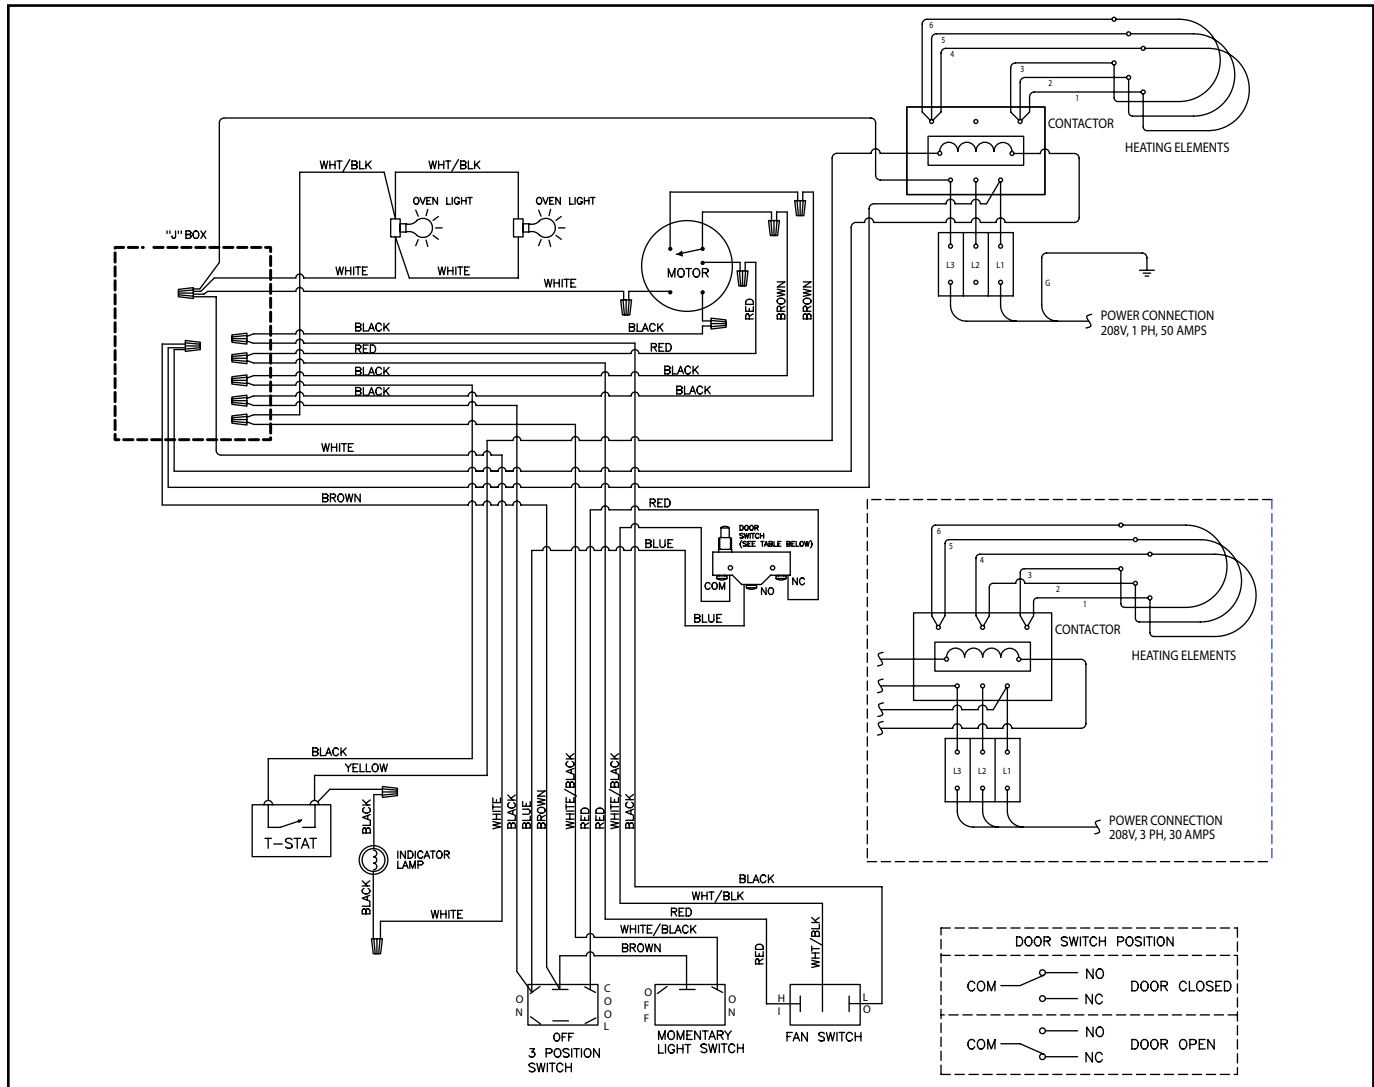 6
5
4
3
2
1
CONTACTOR
HEATING ELEMENTS
WHT/BLK
WHT/BLK
OVEN LIGHT
OVEN LIGHT
"J" BOX
WHITE
WHITE
WHITE
MOTOR
RED
BROWN
BROWN
L3
L2
L1
G
POWER CONNECTION
208V, 1 PH, 50 AMPS
BLACK
BLACK
RED
RED
BLACK
BLACK
BLACK
BLACK
WHITE
BROWN
RED
BLUE
DOOR
SWITCH
(SEE TABLE BELOW)
COM
NO
NC
BLUE
6
5
4
3
2
1
CONTACTOR
HEATING ELEMENTS
L3
L2
L1
POWER CONNECTION
208V, 3 PH, 30 AMPS
BLACK
YELLOW
T-STAT
BLACK
INDICATOR
LAMP
BLACK
WHITE
WHITE
BLACK
BLUE
BROWN
WHITE/BLACK
RED
RED
WHITE/BLACK
BLACK
BLACK
WHT/BLK
RED
WHITE/BLACK
BROWN
RED
WHT/BLK
ON
COOL
OFF
3 POSITION
SWITCH
OFF
ON
MOMENTARY
LIGHT SWITCH
HI
LO
FAN SWITCH
DOOR SWITCH POSITION
COM
NO
NC
DOOR CLOSED
COM
NO
NC
DOOR OPEN